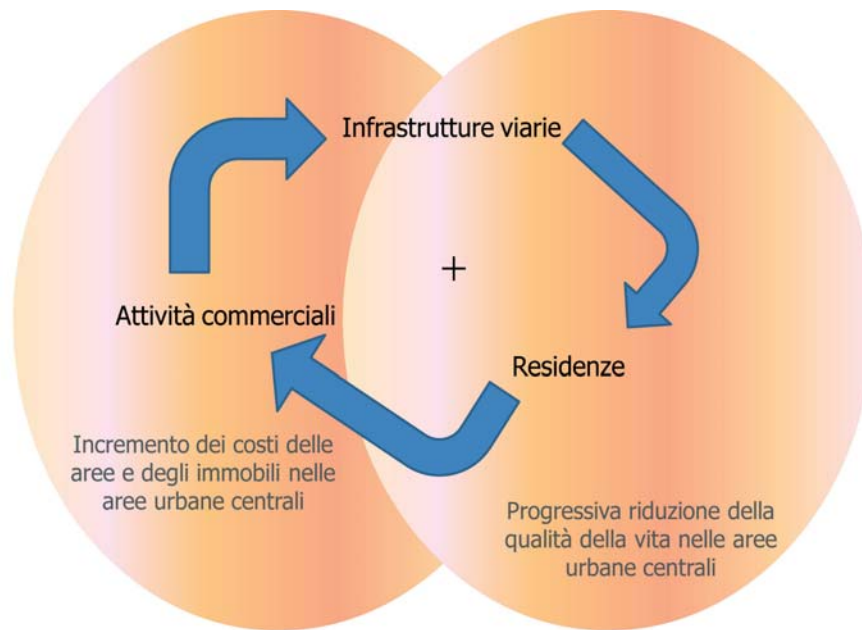 Infrastrutture viarie
+
Attività commerciali
Residenze
Incremento dei costi delle
aree e degli immobili nelle
aree urbane centrali
Progressiva riduzione della
qualità della vita nelle aree
urbane centrali